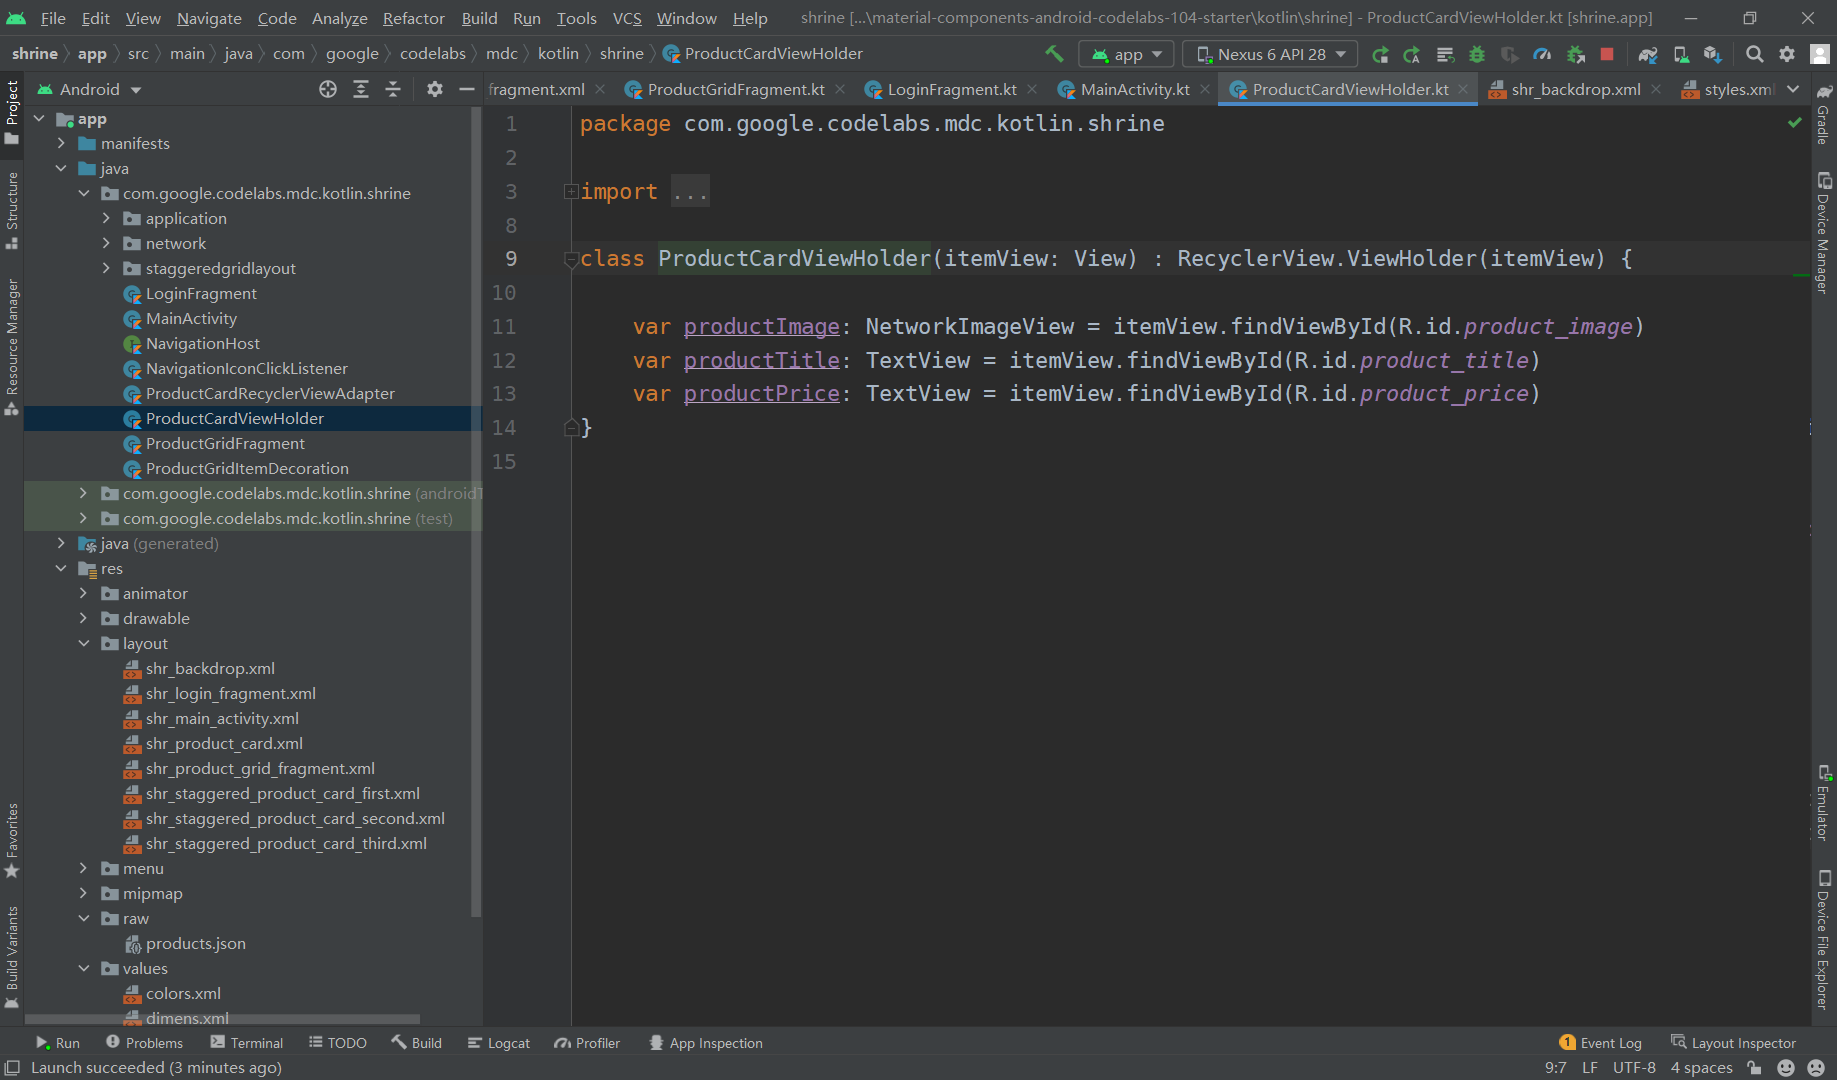 File Edit View Navigate Code Analyze Refactor Build Run Tools VCS Window Help shrine [...\material-components-android-codelabs-104-starter\kotlin\shrine] - ProductCardViewHolder.kt [shrine.app]
shrine app src main java com google codelabs mdc kotlin shrine ProductCardViewHolder app Nexus 6 API 28
Android
fragment.xml ProductGridFragment.kt LoginFragment.kt MainActivity.kt ProductCardViewHolder.kt shr_backdrop.xml styles.xml
Project
Structure
Resource Manager
Favorites
Build Variants
app
manifests
java
com.google.codelabs.mdc.kotlin.shrine
application
network
staggeredgridlayout
LoginFragment
MainActivity
NavigationHost
NavigationIconClickListener
ProductCardRecyclerViewAdapter
ProductCardViewHolder
ProductGridFragment
ProductGridItemDecoration
com.google.codelabs.mdc.kotlin.shrine (androidT
com.google.codelabs.mdc.kotlin.shrine (test)
java (generated)
res
animator
drawable
layout
shr_backdrop.xml
shr_login_fragment.xml
shr_main_activity.xml
shr_product_card.xml
shr_product_grid_fragment.xml
shr_staggered_product_card_first.xml
shr_staggered_product_card_second.xml
shr_staggered_product_card_third.xml
menu
mipmap
raw
products.json
values
colors.xml
dimens.xml
1 package com.google.codelabs.mdc.kotlin.shrine
2
3 import ...
8
9 class ProductCardViewHolder(itemView: View) : RecyclerView.ViewHolder(itemView) {
10
11 var productImage: NetworkImageView = itemView.findViewById(R.id.product_image)
12 var productTitle: TextView = itemView.findViewById(R.id.product_title)
13 var productPrice: TextView = itemView.findViewById(R.id.product_price)
14 }
15
Gradle
Device Manager
Emulator
Device File Explorer
Run Problems Terminal TODO Build Logcat Profiler App Inspection 1 Event Log Layout Inspector
Launch succeeded (3 minutes ago) 9:7 LF UTF-8 4 spaces